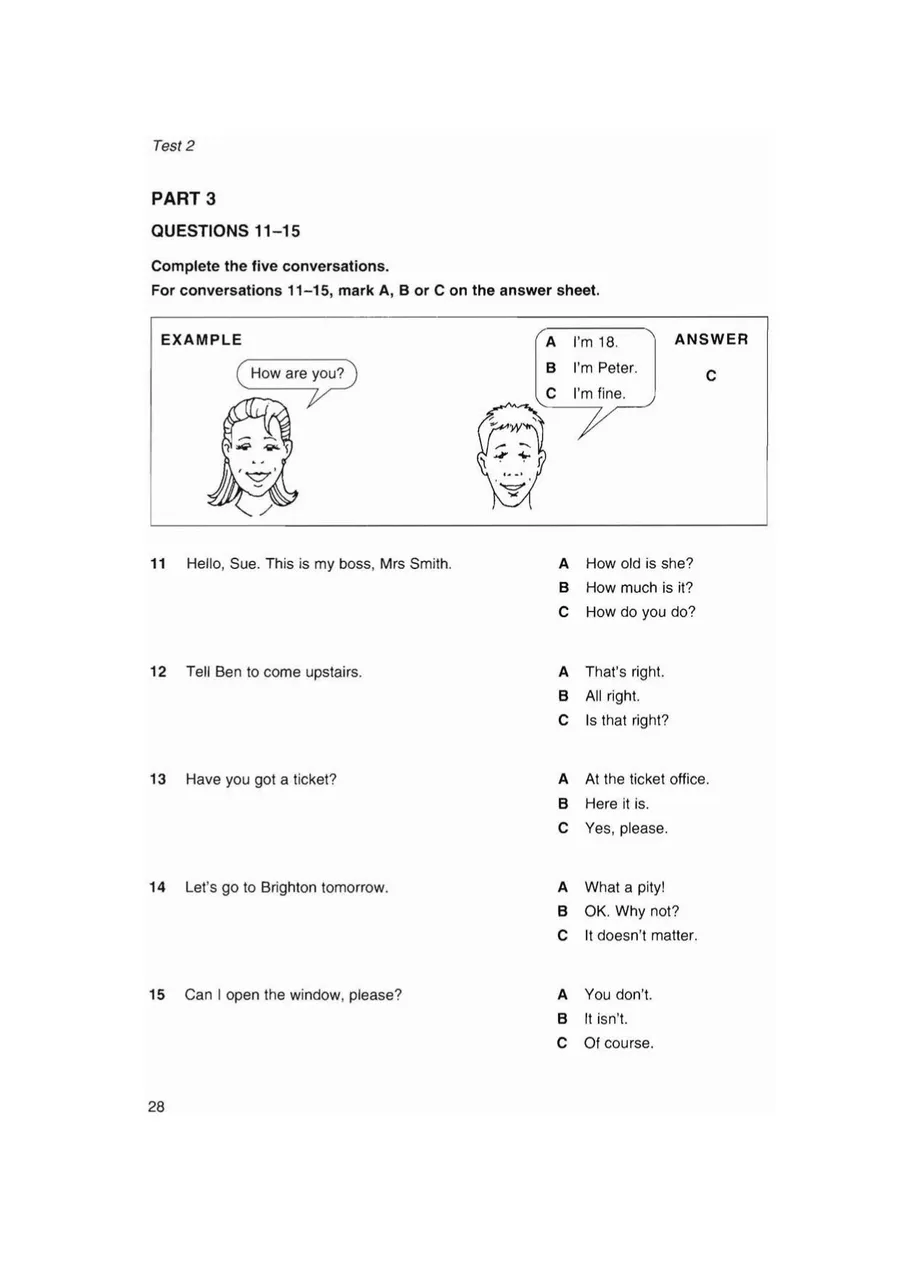 Test 2
PART 3
QUESTIONS 11–15
Complete the five conversations.
For conversations 11–15, mark A, B or C on the answer sheet.
EXAMPLE
How are you?
A I'm 18.
B I'm Peter.
C I'm fine.
ANSWER
C
11 Hello, Sue. This is my boss, Mrs Smith.
A How old is she?
B How much is it?
C How do you do?
12 Tell Ben to come upstairs.
A That's right.
B All right.
C Is that right?
13 Have you got a ticket?
A At the ticket office.
B Here it is.
C Yes, please.
14 Let's go to Brighton tomorrow.
A What a pity!
B OK. Why not?
C It doesn't matter.
15 Can I open the window, please?
A You don't.
B It isn't.
C Of course.
28